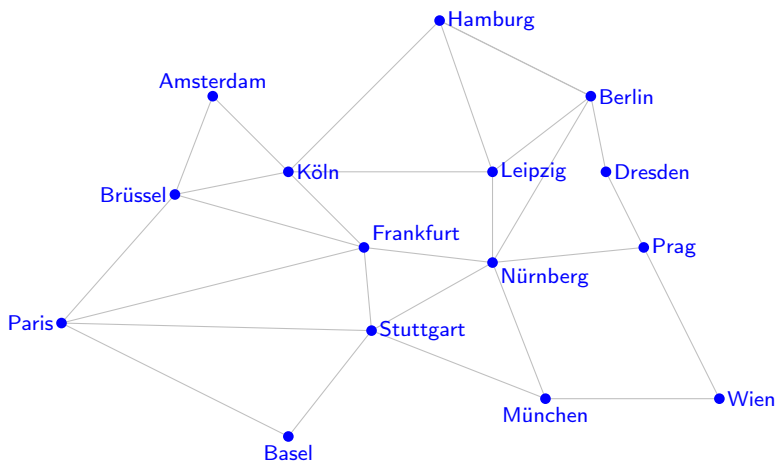 Hamburg
Amsterdam
Berlin
Köln
Leipzig
Dresden
Brüssel
Frankfurt
Prag
Nürnberg
Paris
Stuttgart
Wien
München
Basel